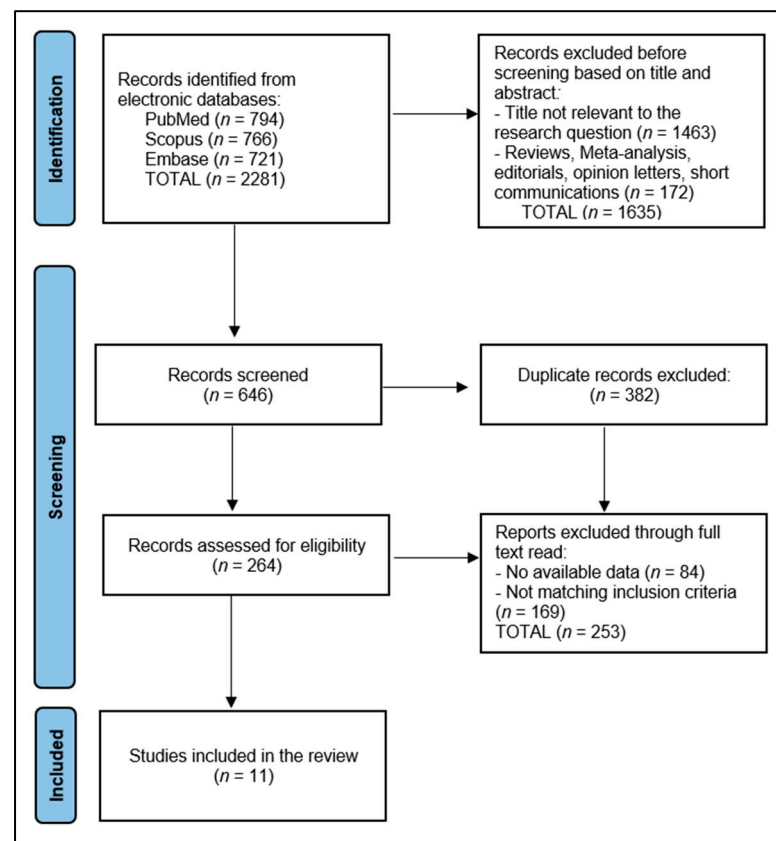 Identification
Records identified from
electronic databases:
PubMed (n = 794)
Scopus (n = 766)
Embase (n = 721)
TOTAL (n = 2281)
Records excluded before
screening based on title and
abstract:
- Title not relevant to the
research question (n = 1463)
- Reviews, Meta-analysis,
editorials, opinion letters, short
communications (n = 172)
TOTAL (n = 1635)
Screening
Records screened
(n = 646)
Duplicate records excluded:
(n = 382)
Records assessed for eligibility
(n = 264)
Reports excluded through full
text read:
- No available data (n = 84)
- Not matching inclusion criteria
(n = 169)
TOTAL (n = 253)
Included
Studies included in the review
(n = 11)